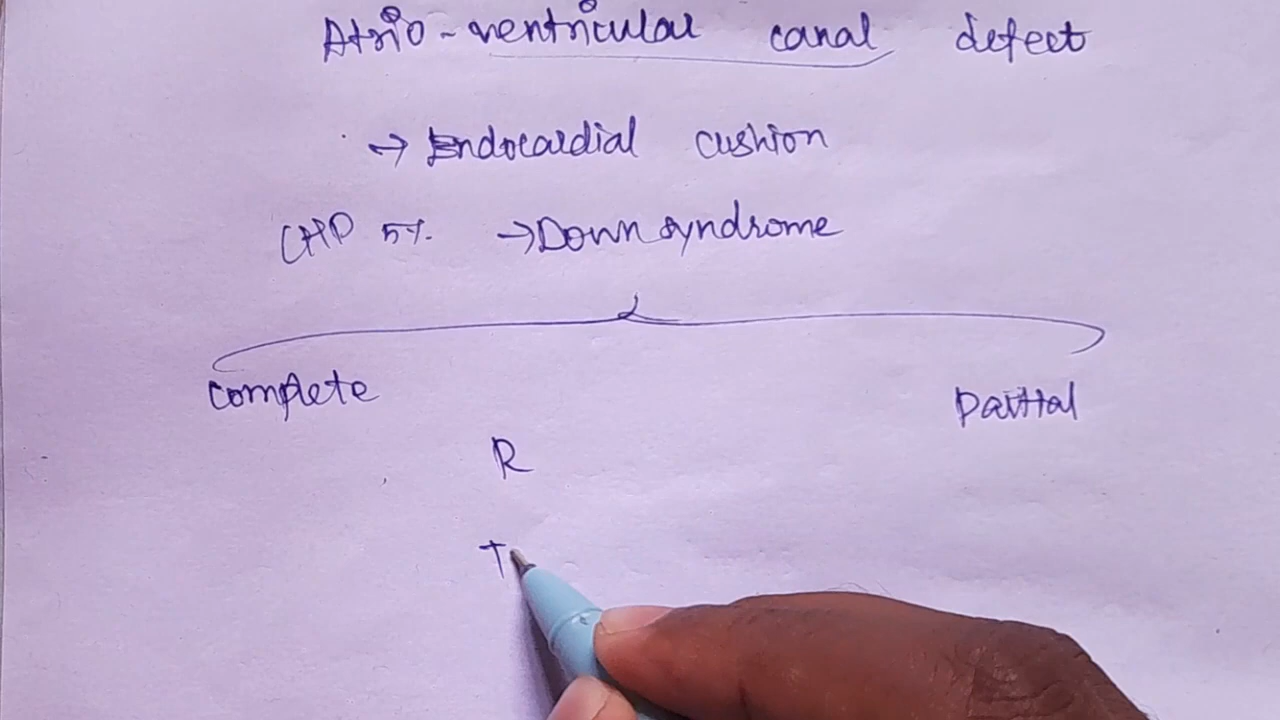 Atrio-ventricular canal defect
→ Endocardial cushion
CHD 5% → Down syndrome
complete partial
R
T